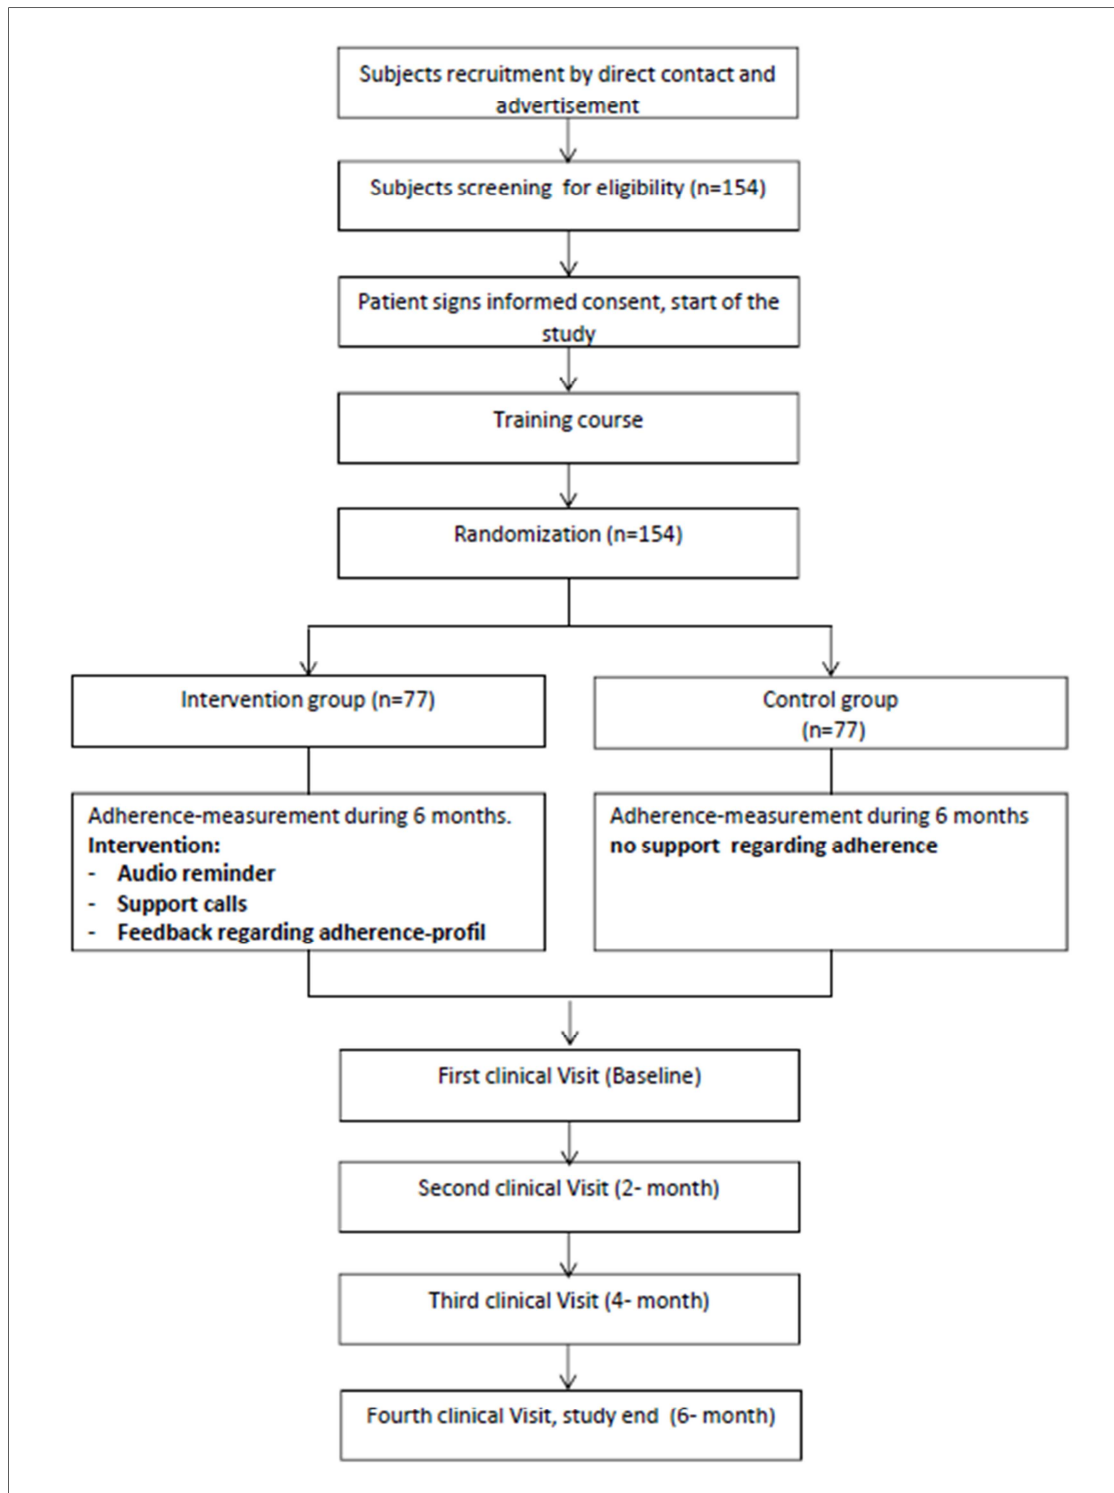 Subjects recruitment by direct contact and
advertisement
Subjects screening for eligibility (n=154)
Patient signs informed consent, start of the
study
Training course
Randomization (n=154)
Intervention group (n=77)
Control group
(n=77)
Adherence-measurement during 6 months.
Intervention:
- Audio reminder
- Support calls
- Feedback regarding adherence-profil
Adherence-measurement during 6 months
no support regarding adherence
First clinical Visit (Baseline)
Second clinical Visit (2- month)
Third clinical Visit (4- month)
Fourth clinical Visit, study end (6- month)